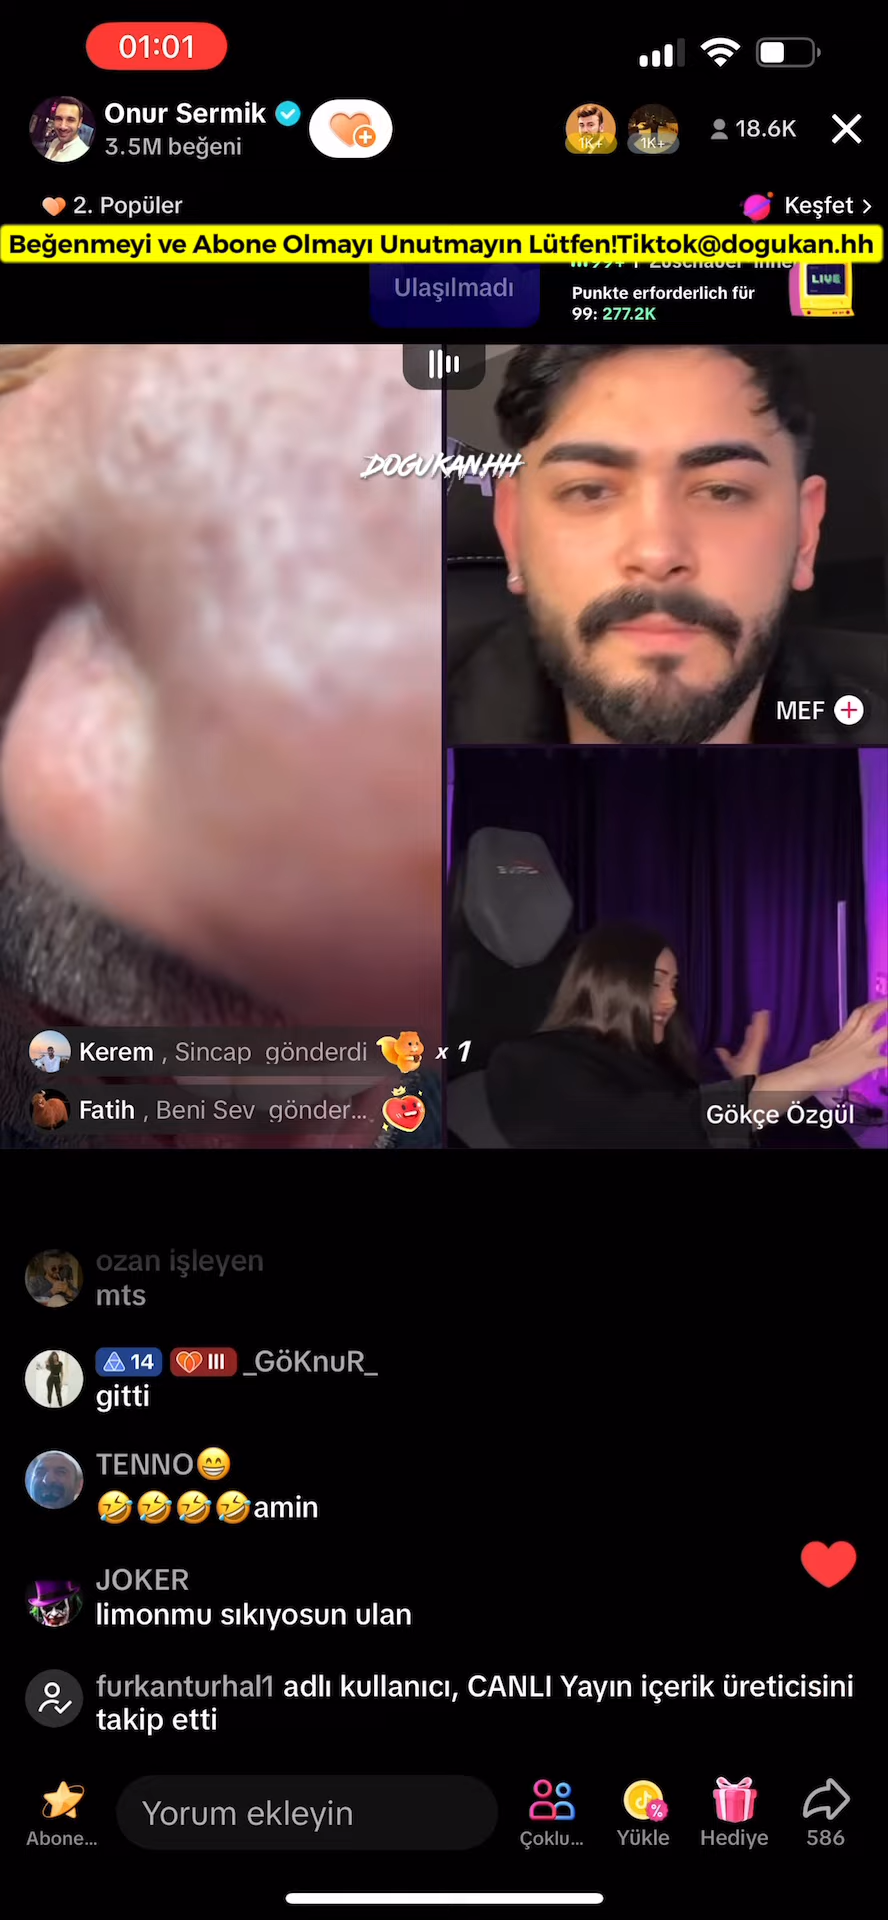 01:01
Onur Sermik
3.5M beğeni
1K+
1K+
18.6K
2. Popüler
Keşfet >
Beğenmeyi ve Abone Olmayı Unutmayın Lütfen!Tiktok@dogukan.hh
Ulaşılmadı
Punkte erforderlich für
99: 277.2K
LIVE
DOGUKAN.HH
MEF
Kerem , Sincap gönderdi x 1
Fatih , Beni Sev gönder...
Gökçe Özgül
ozan işleyen
mts
14 III _GöKnuR_
gitti
TENNO😁
🤣🤣🤣🤣amin
JOKER
limonmu sıkıyosun ulan
furkanturhal1 adlı kullanıcı, CANLI Yayın içerik üreticisini
takip etti
Abone...
Yorum ekleyin
Çoklu...
Yükle
Hediye
586